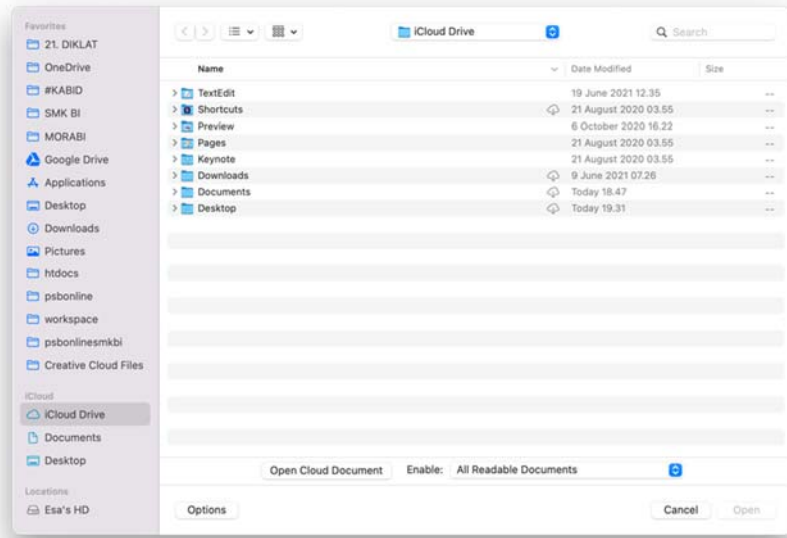 Favorites
21. DIKLAT
OneDrive
#KABID
SMK BI
MORABI
Google Drive
Applications
Desktop
Downloads
Pictures
htdocs
psbonline
workspace
psbonlinesmkbi
Creative Cloud Files
iCloud
iCloud Drive
Documents
Desktop
Locations
Esa's HD
iCloud Drive
Search
Name Date Modified Size
TextEdit 19 June 2021 12.35 --
Shortcuts 21 August 2020 03.55 --
Preview 6 October 2020 16.22 --
Pages 21 August 2020 03.55 --
Keynote 21 August 2020 03.55 --
Downloads 9 June 2021 07.26 --
Documents Today 18.47 --
Desktop Today 19.31 --
Open Cloud Document Enable: All Readable Documents
Options Cancel Open